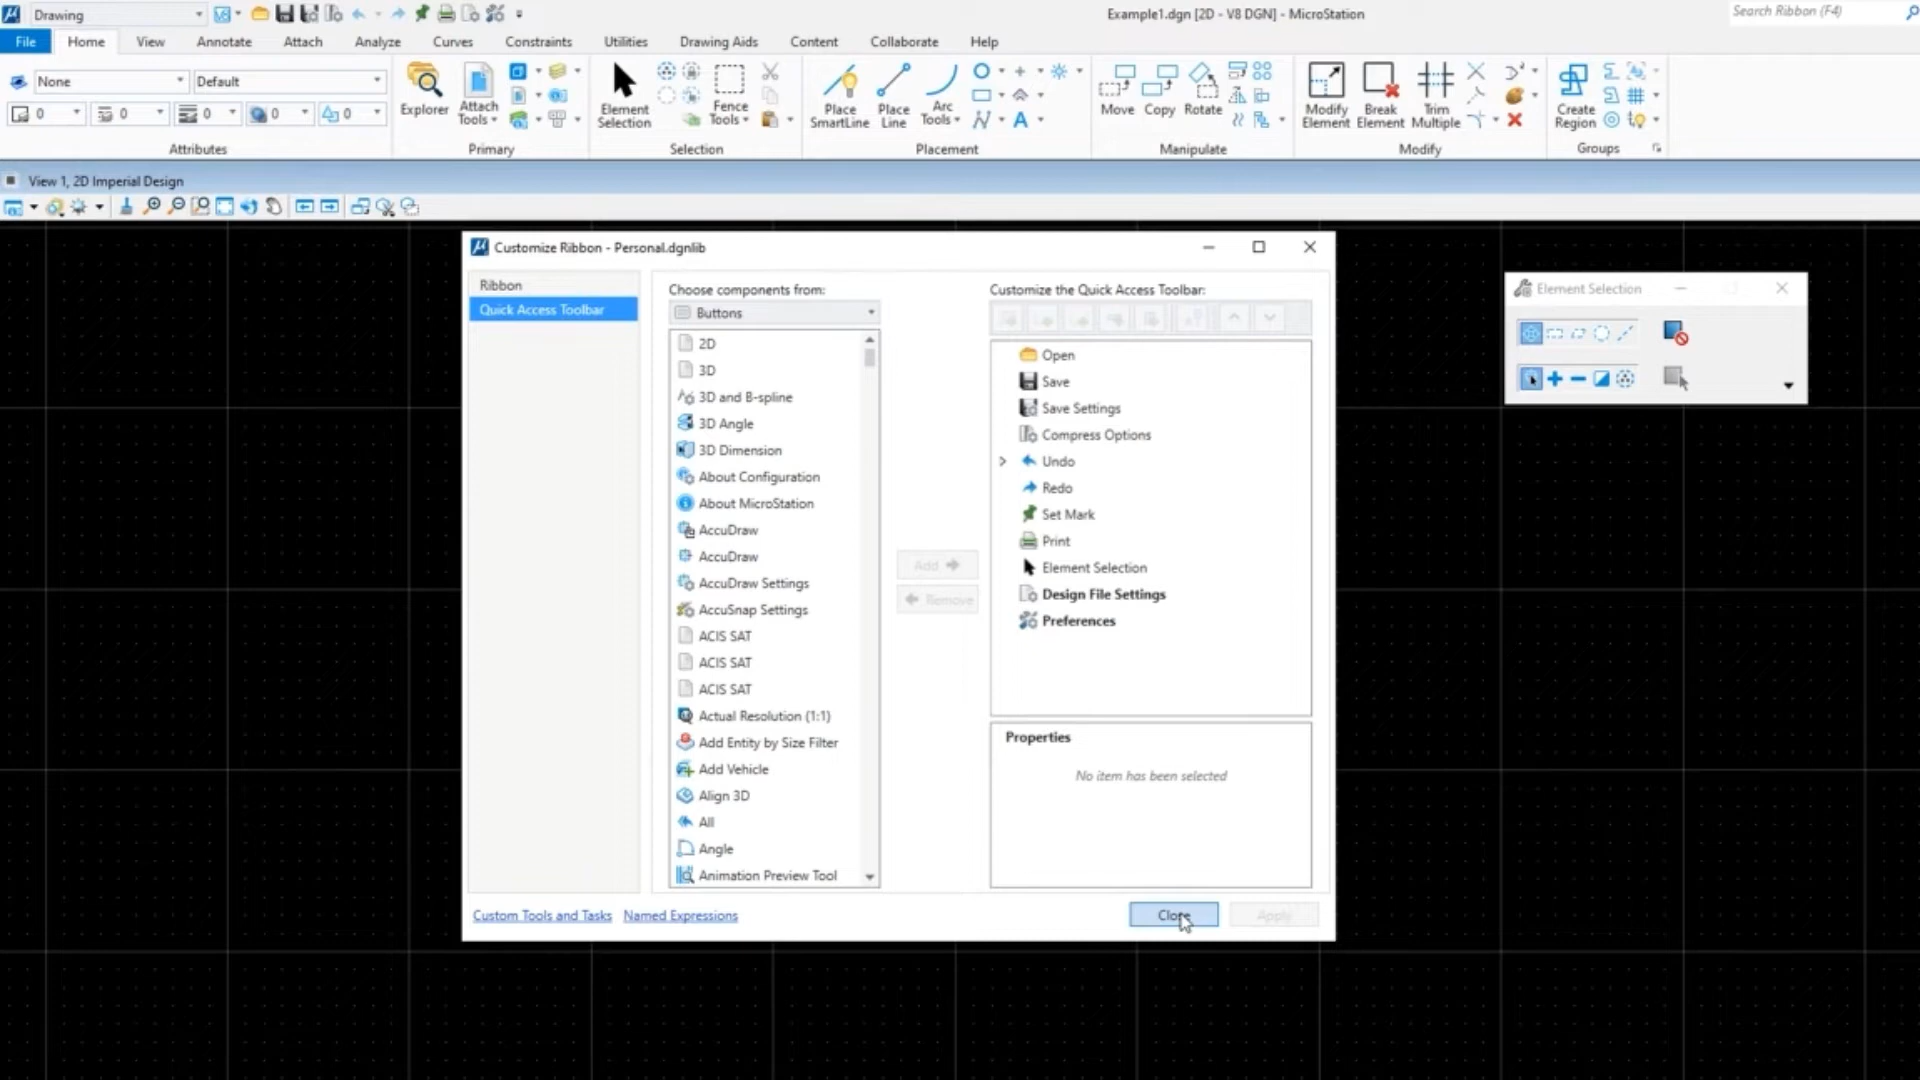 Drawing
Example1.dgn [2D - V8 DGN] - MicroStation
Search Ribbon (F4)
File Home View Annotate Attach Analyze Curves Constraints Utilities Drawing Aids Content Collaborate Help
None Default
0 0 0 0 0
Attributes
Explorer
Attach Tools
Primary
Element Selection
Fence Tools
Selection
Place SmartLine
Place Line
Arc Tools
Placement
Move Copy Rotate
Manipulate
Modify Element
Break Element
Trim Multiple
Modify
Create Region
Groups
View 1, 2D Imperial Design
Customize Ribbon - Personal.dgnlib
Ribbon
Quick Access Toolbar
Choose components from:
Buttons
2D
3D
3D and B-spline
3D Angle
3D Dimension
About Configuration
About MicroStation
AccuDraw
AccuDraw
AccuDraw Settings
AccuSnap Settings
ACIS SAT
ACIS SAT
ACIS SAT
Actual Resolution (1:1)
Add Entity by Size Filter
Add Vehicle
Align 3D
All
Angle
Animation Preview Tool
Add
Remove
Customize the Quick Access Toolbar:
Open
Save
Save Settings
Compress Options
Undo
Redo
Set Mark
Print
Element Selection
Design File Settings
Preferences
Properties
No item has been selected
Custom Tools and Tasks Named Expressions
Close Apply
Element Selection